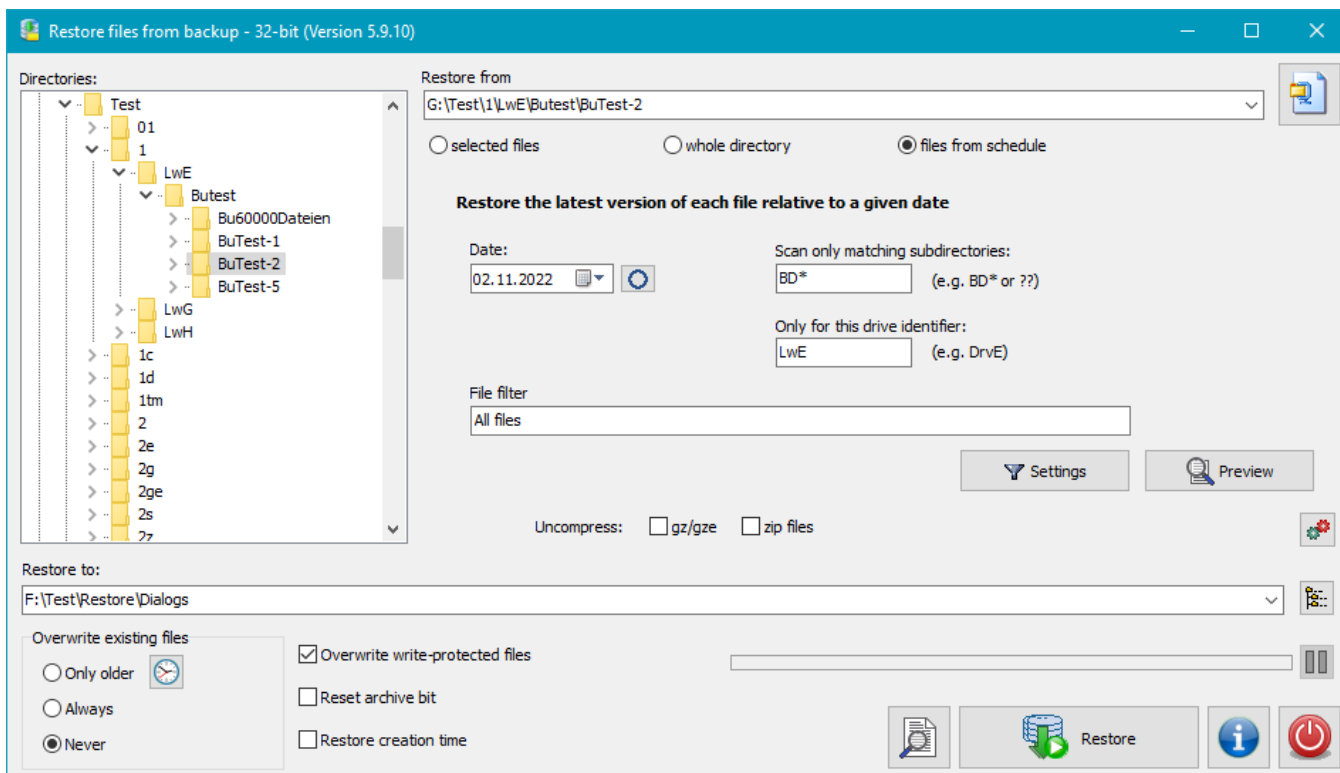 Restore files from backup - 32-bit (Version 5.9.10)
Directories:
Test
01
1
LwE
Butest
Bu60000Dateien
BuTest-1
BuTest-2
BuTest-5
LwG
LwH
1c
1d
1tm
2
2e
2g
2ge
2s
2z
Restore from
G:\Test\1\LwE\Butest\BuTest-2
selected files whole directory files from schedule
Restore the latest version of each file relative to a given date
Date: Scan only matching subdirectories:
02.11.2022 BD* (e.g. BD* or ??)
Only for this drive identifier:
LwE (e.g. DrvE)
File filter
All files
Settings Preview
Uncompress: gz/gze zip files
Restore to:
F:\Test\Restore\Dialogs
Overwrite existing files
Only older
Always
Never
Overwrite write-protected files
Reset archive bit
Restore creation time
Restore